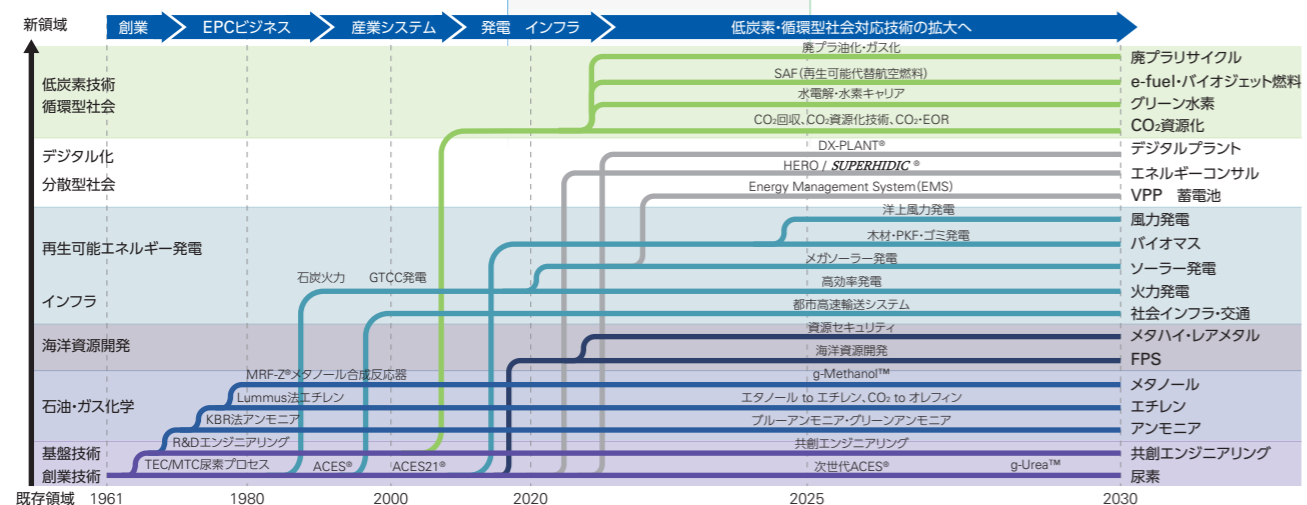 新領域
創業
EPCビジネス
産業システム
発電
インフラ
低炭素・循環型社会対応技術の拡大へ
低炭素技術
循環型社会
廃プラ油化・ガス化
廃プラリサイクル
SAF(再生可能代替航空燃料)
e-fuel・バイオジェット燃料
水電解・水素キャリア
グリーン水素
CO₂回収、CO₂資源化技術、CO₂・EOR
CO₂資源化
デジタル化
分散型社会
DX-PLANT®
デジタルプラント
HERO / SUPERHIDIC ®
エネルギーコンサル
Energy Management System(EMS)
VPP 蓄電池
再生可能エネルギー発電
インフラ
洋上風力発電
風力発電
木材・PKF・ゴミ発電
バイオマス
メガソーラー発電
ソーラー発電
石炭火力
GTCC発電
高効率発電
火力発電
都市高速輸送システム
社会インフラ・交通
海洋資源開発
資源セキュリティ
メタハイ・レアメタル
海洋資源開発
FPS
石油・ガス化学
MRF-Z®メタノール合成反応器
g-Methanol™
メタノール
Lummus法エチレン
エタノール to エチレン、CO₂ to オレフィン
エチレン
KBR法アンモニア
ブルーアンモニア・グリーンアンモニア
アンモニア
基盤技術
R&Dエンジニアリング
共創エンジニアリング
共創エンジニアリング
創業技術
TEC/MTC尿素プロセス
ACES®
ACES21®
次世代ACES®
g-Urea™
尿素
既存領域
1961
1980
2000
2020
2025
2030